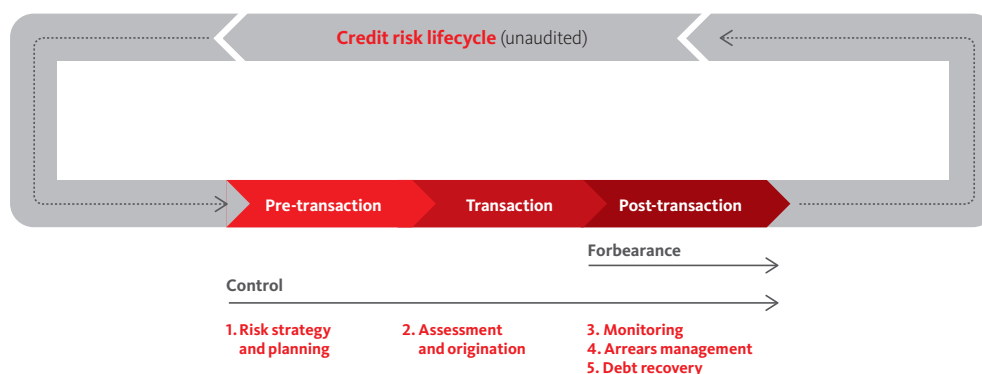 Credit risk lifecycle (unaudited)
Pre-transaction
Transaction
Post-transaction
Forbearance
Control
1. Risk strategy
and planning
2. Assessment
and origination
3. Monitoring
4. Arrears management
5. Debt recovery